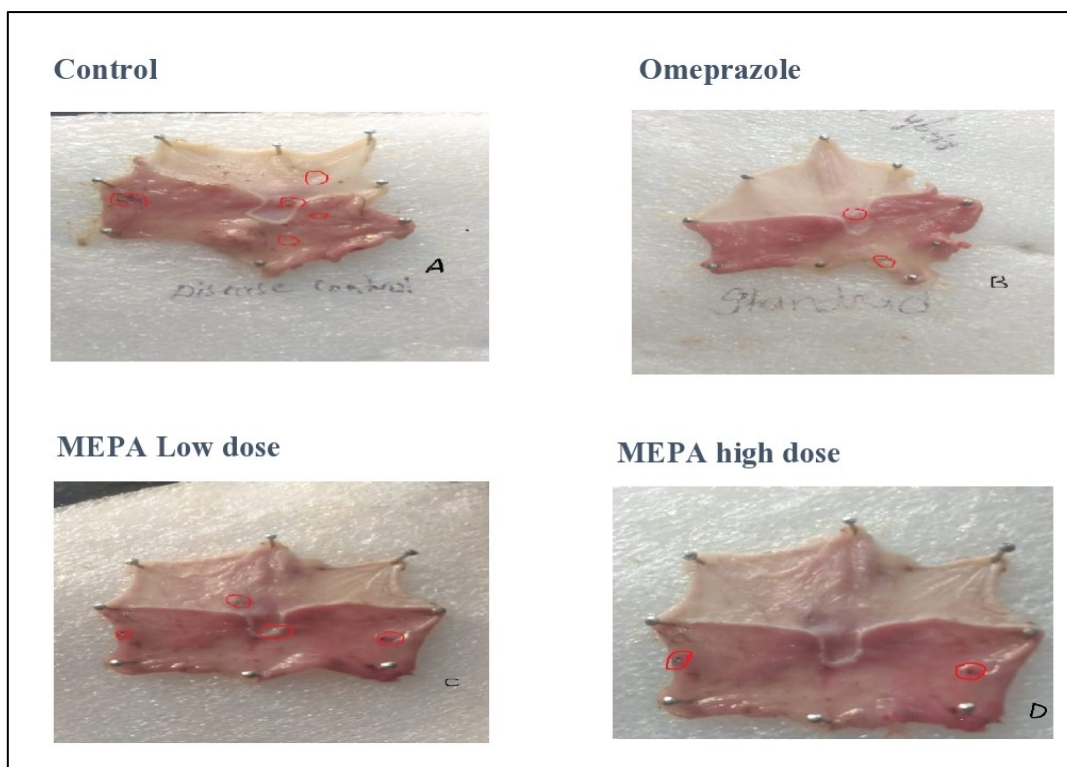 Control
Omeprazole
A
Disease control
B
Standard
MEPA Low dose
MEPA high dose
C
D